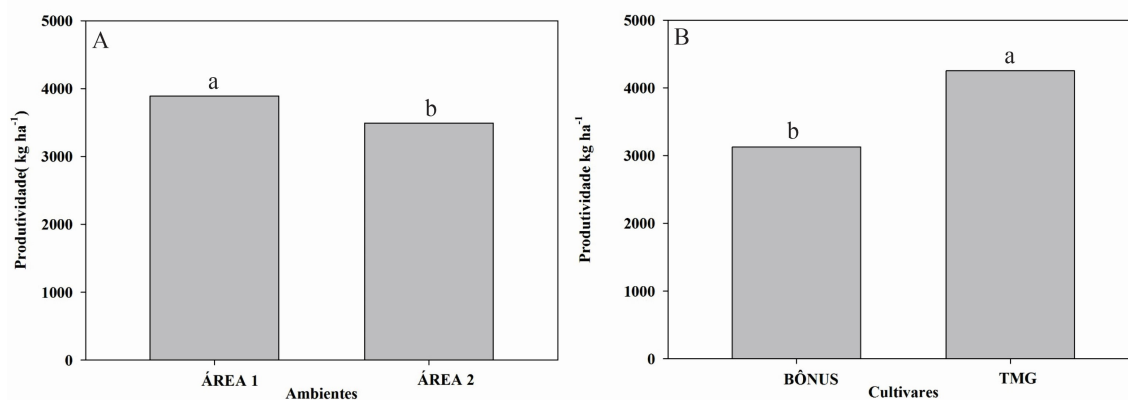 A
Produtividade( kg ha-1)
5000
4000
3000
2000
1000
0
a
b
ÁREA 1
ÁREA 2
Ambientes
B
Produtividade kg ha-1
5000
4000
3000
2000
1000
0
b
a
BÔNUS
TMG
Cultivares